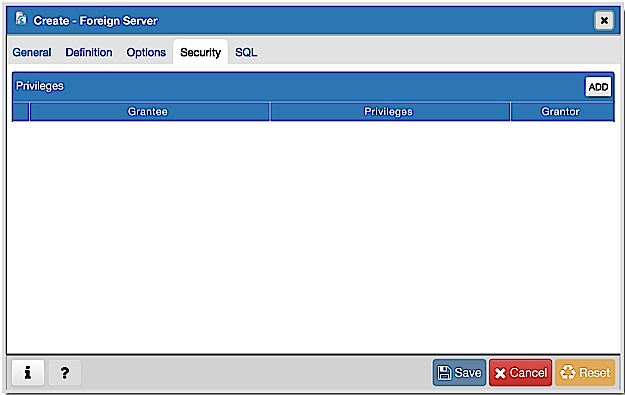 Create - Foreign Server
General Definition Options Security SQL
Privileges ADD
Grantee Privileges Grantor
i ? Save Cancel Reset